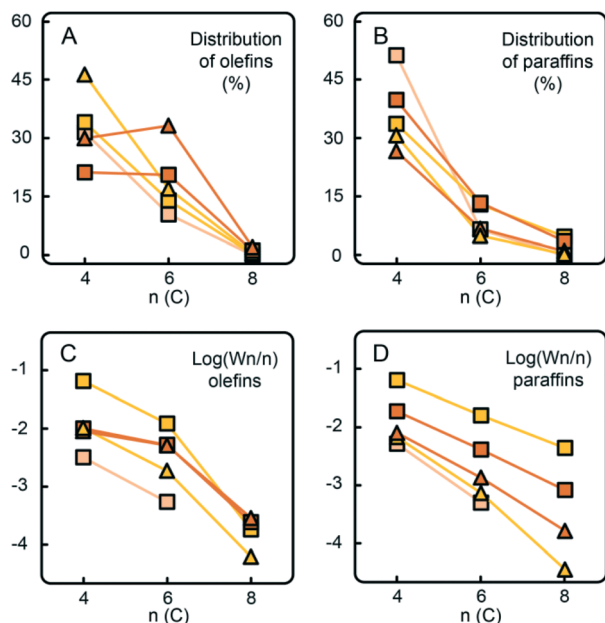 A
Distribution
of olefins
(%)
60
45
30
15
0
4 6 8
n (C)
B
Distribution
of paraffins
(%)
60
45
30
15
0
4 6 8
n (C)
C
Log(Wn/n)
olefins
-1
-2
-3
-4
4 6 8
n (C)
D
Log(Wn/n)
paraffins
-1
-2
-3
-4
4 6 8
n (C)